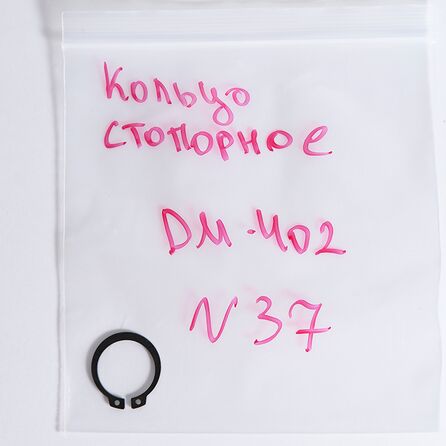 Кольцо
стопорное
DM-402
N37